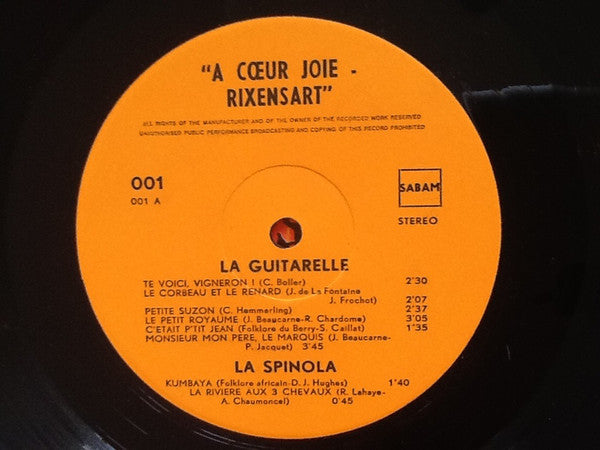 "A CŒUR JOIE -
RIXENSART"
ALL RIGHTS OF THE MANUFACTURER AND OF THE OWNER OF THE RECORDED WORK RESERVED
UNAUTHORISED PUBLIC PERFORMANCE BROADCASTING AND COPYING OF THIS RECORD PROHIBITED
001
001 A
SABAM
STEREO
LA GUITARELLE
TE VOICI, VIGNERON ! (C. Boller) 2'30
LE CORBEAU ET LE RENARD (J. de La Fontaine
J. Frochot) 2'07
PETITE SUZON (C. Hemmerling) 2'37
LE PETIT ROYAUME (J. Beaucarne-R. Chardome) 3'05
C'ETAIT P'TIT JEAN (Folklore du Berry-S. Caillat) 1'35
MONSIEUR MON PERE, LE MARQUIS (J. Beaucarne-
P. Jacquet) 3'45
LA SPINOLA
KUMBAYA (Folklore africain-D. J. Hughes) 1'40
LA RIVIERE AUX 3 CHEVAUX (R. Lahaye-
A. Chaumoncel) 0'45